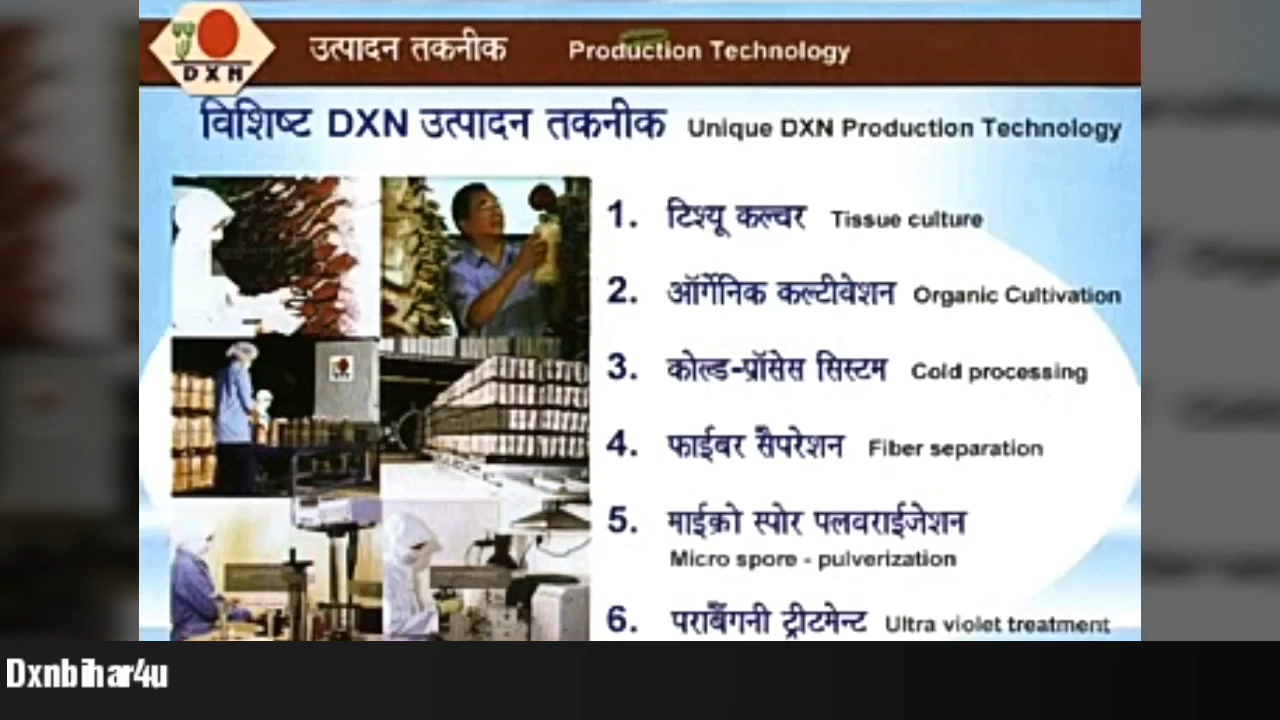 DXN
उत्पादन तकनीक Production Technology
विशिष्ट DXN उत्पादन तकनीक Unique DXN Production Technology
1. टिश्यू कल्चर Tissue culture
2. ऑर्गेनिक कल्टीवेशन Organic Cultivation
3. कोल्ड-प्रॉसेस सिस्टम Cold processing
4. फाईबर सैपरेशन Fiber separation
5. माईक्रो स्पोर पलवराईजेशन
Micro spore - pulverization
6. पराबैंगनी ट्रीटमेन्ट Ultra violet treatment
Dxnbihar4u